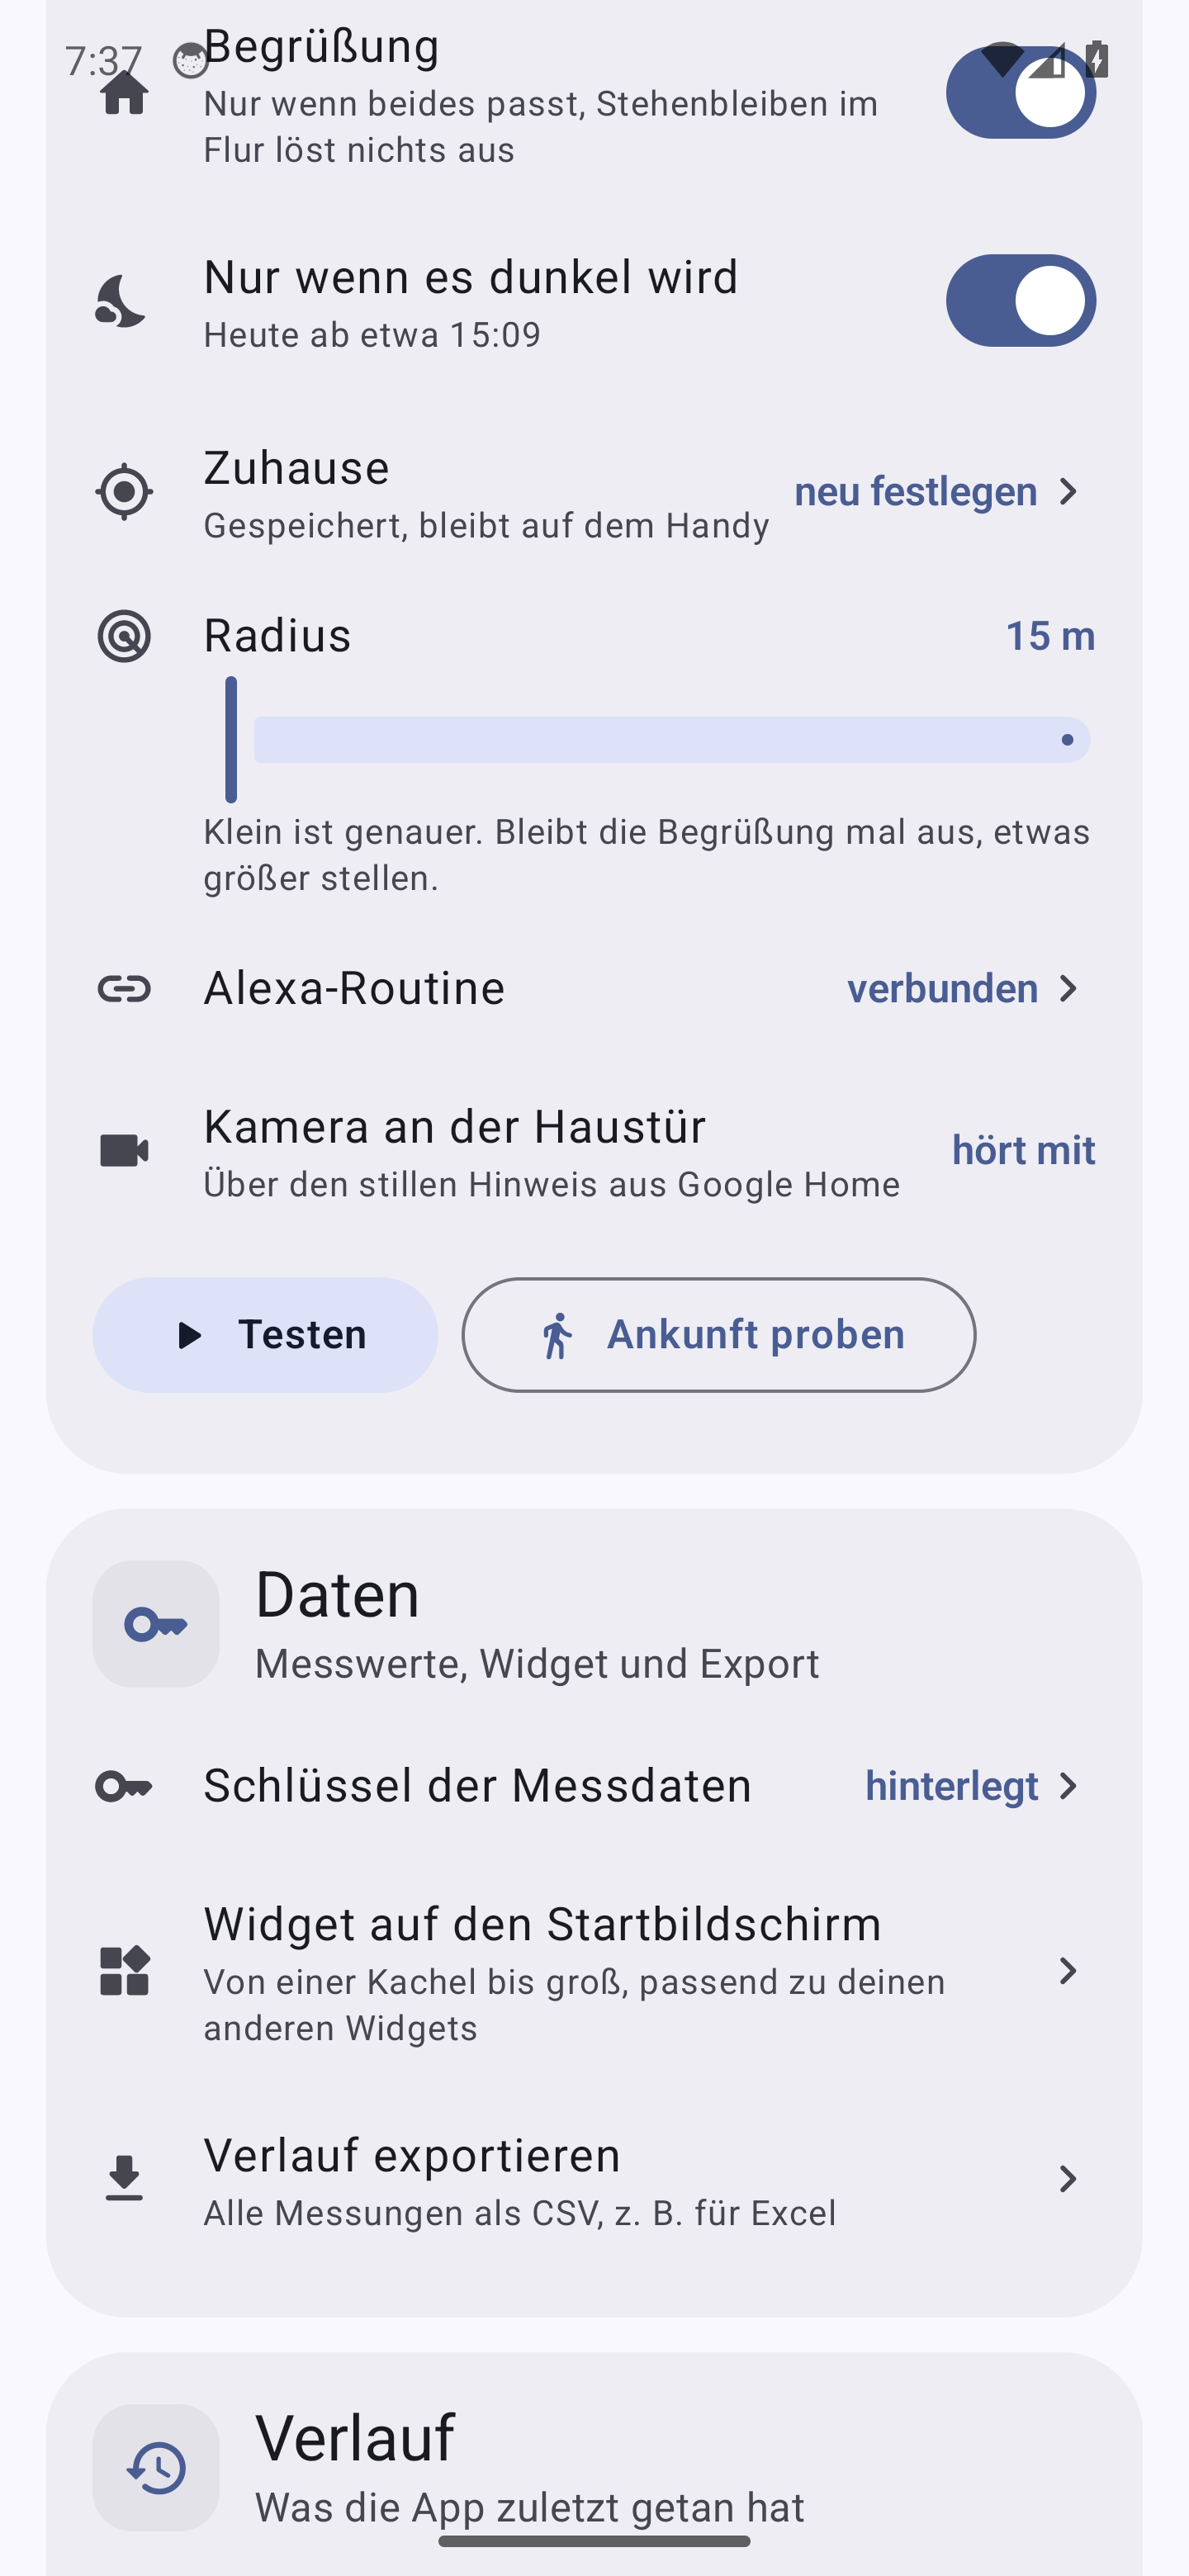 7:37
Begrüßung
Nur wenn beides passt, Stehenbleiben im
Flur löst nichts aus
Nur wenn es dunkel wird
Heute ab etwa 15:09
Zuhause
Gespeichert, bleibt auf dem Handy
neu festlegen
Radius
15 m
Klein ist genauer. Bleibt die Begrüßung mal aus, etwas
größer stellen.
Alexa-Routine
verbunden
Kamera an der Haustür
Über den stillen Hinweis aus Google Home
hört mit
Testen
Ankunft proben
Daten
Messwerte, Widget und Export
Schlüssel der Messdaten
hinterlegt
Widget auf den Startbildschirm
Von einer Kachel bis groß, passend zu deinen
anderen Widgets
Verlauf exportieren
Alle Messungen als CSV, z. B. für Excel
Verlauf
Was die App zuletzt getan hat